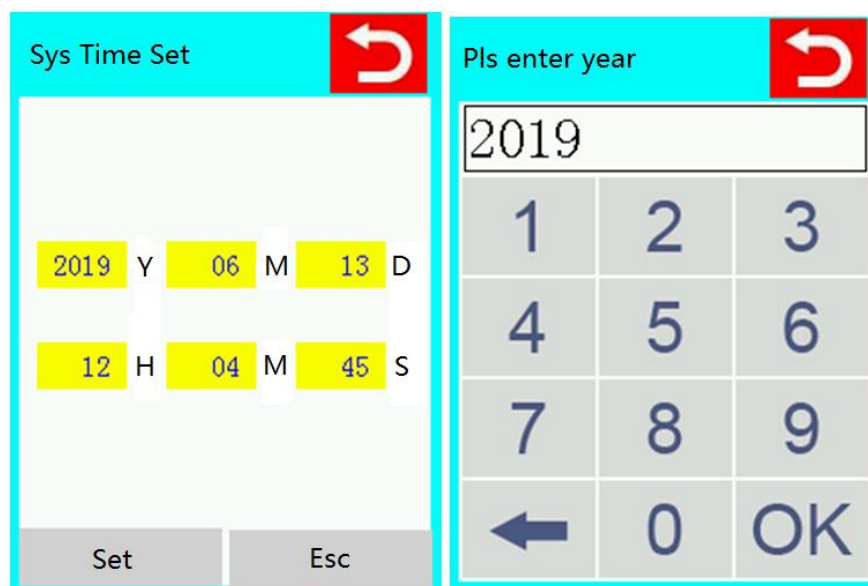 Sys Time Set
2019 Y 06 M 13 D
12 H 04 M 45 S
Set Esc
Pls enter year
2019
1 2 3
4 5 6
7 8 9
0 OK